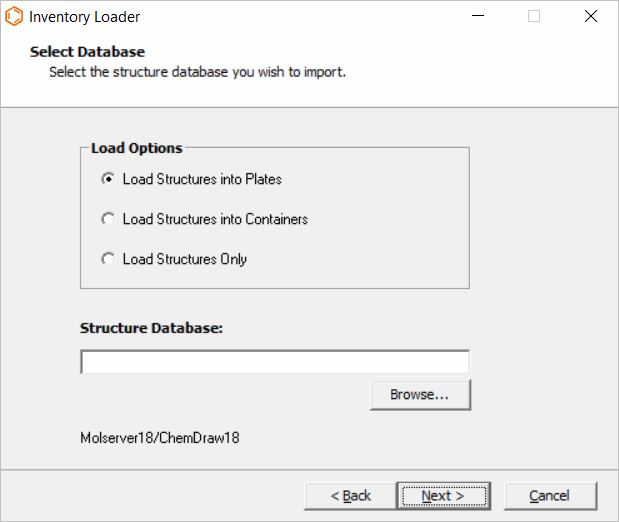 Inventory Loader
Select Database
Select the structure database you wish to import.
Load Options
Load Structures into Plates
Load Structures into Containers
Load Structures Only
Structure Database:
Browse...
Molserver18/ChemDraw18
< Back
Next >
Cancel